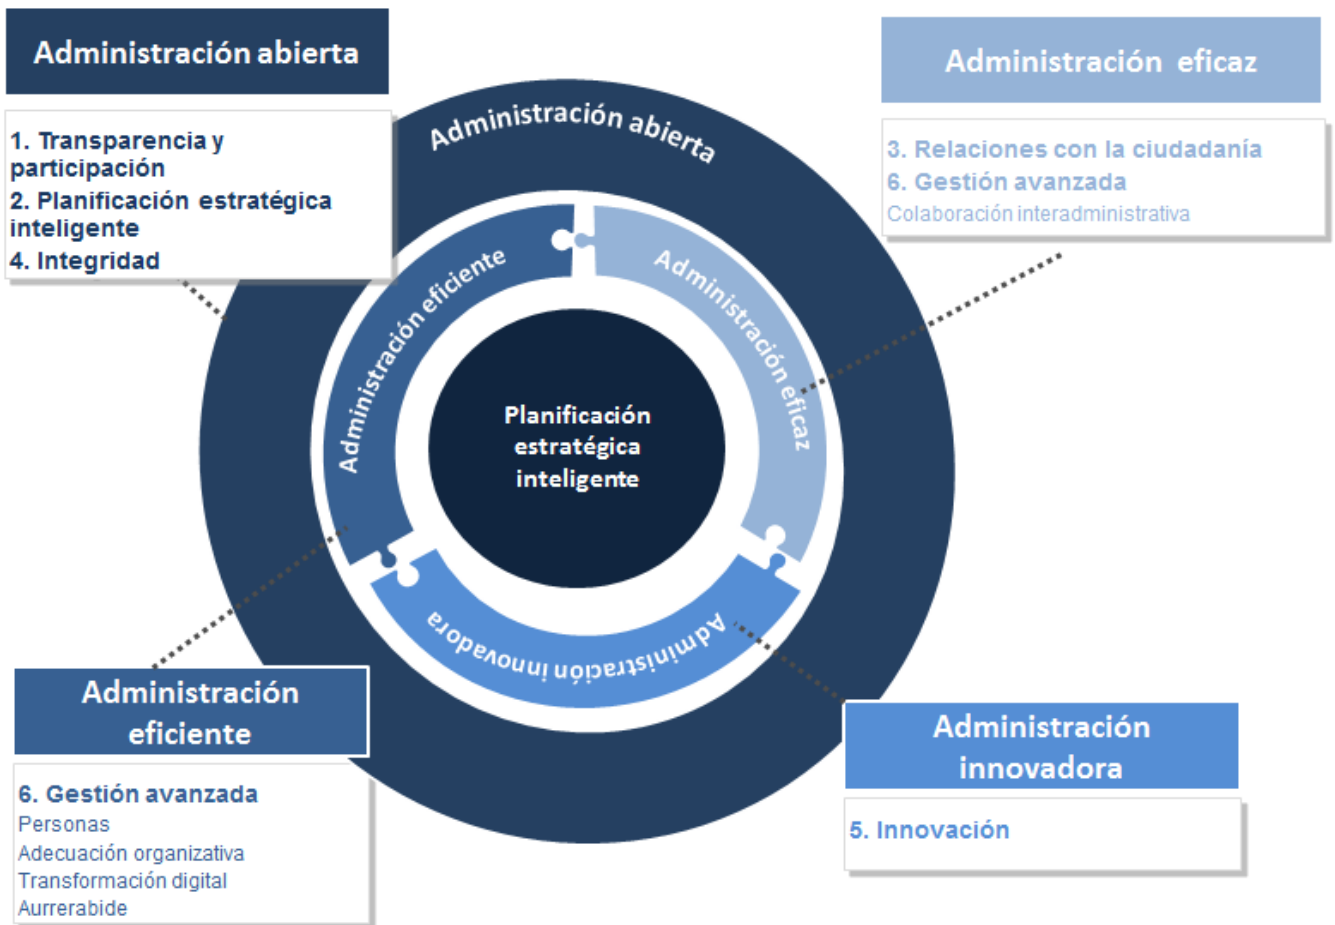 Administración abierta
1. Transparencia y
participación
2. Planificación estratégica
inteligente
4. Integridad
Administración eficaz
3. Relaciones con la ciudadanía
6. Gestión avanzada
Colaboración interadministrativa
Administración abierta
Administración eficiente
Administración eficaz
Planificación
estratégica
inteligente
Administración innovadora
Administración
eficiente
6. Gestión avanzada
Personas
Adecuación organizativa
Transformación digital
Aurrerabide
Administración
innovadora
5. Innovación